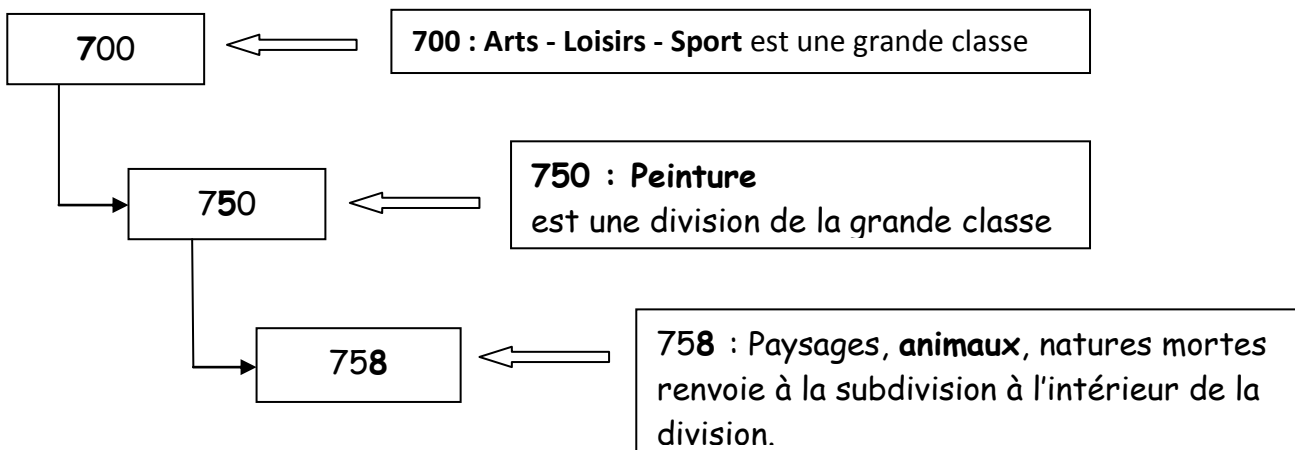 700
700 : Arts - Loisirs - Sport est une grande classe
750
750 : Peinture
est une division de la grande classe
758
758 : Paysages, animaux, natures mortes
renvoie à la subdivision à l'intérieur de la
division.